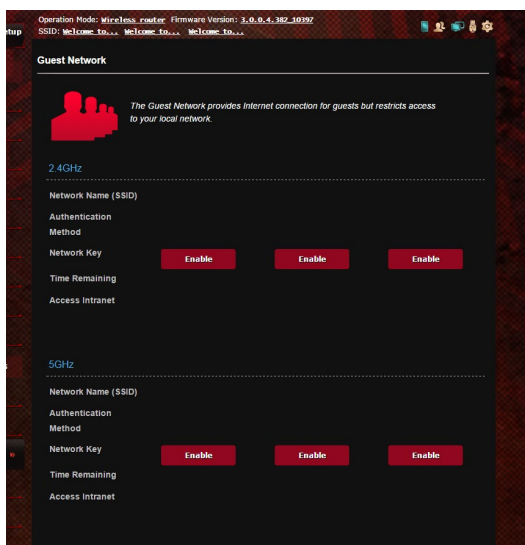 Operation Mode: Wireless router Firmware Version: 3.0.0.4.382_10397
etup
SSID: Welcome to... Welcome to... Welcome to...
Guest Network
The Guest Network provides Internet connection for guests but restricts access
to your local network.
2.4GHz
Network Name (SSID)
Authentication
Method
Network Key Enable Enable Enable
Time Remaining
Access Intranet
5GHz
s
Network Name (SSID)
Authentication
Method
Network Key Enable Enable Enable
Time Remaining
Access Intranet